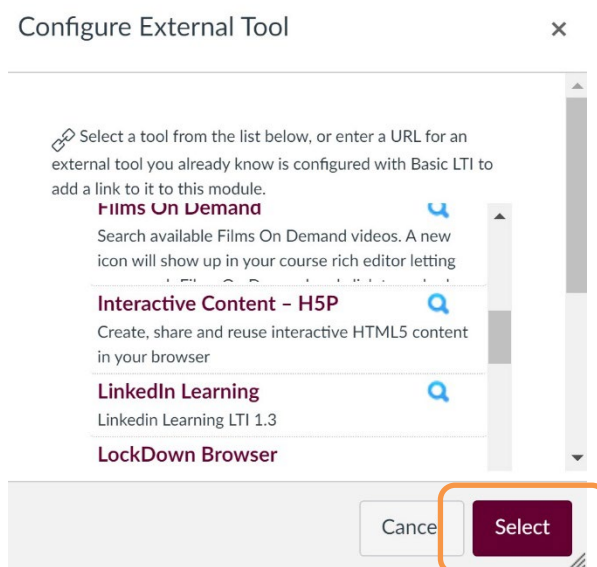 Configure External Tool
Select a tool from the list below, or enter a URL for an
external tool you already know is configured with Basic LTI to
add a link to it to this module.
Films On Demand
Search available Films On Demand videos. A new
icon will show up in your course rich editor letting
Interactive Content – H5P
Create, share and reuse interactive HTML5 content
in your browser
LinkedIn Learning
Linkedin Learning LTI 1.3
LockDown Browser
Cance
Select